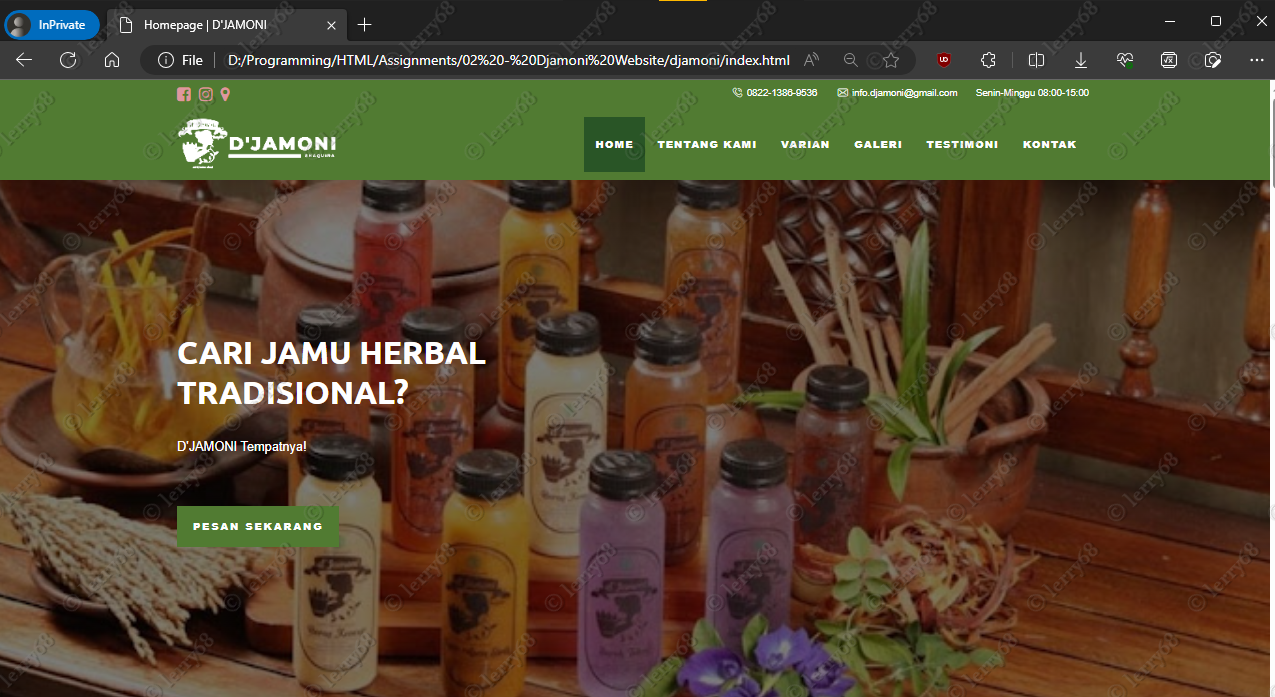 InPrivate
Homepage | D'JAMONI
File
D:/Programming/HTML/Assignments/02%20-%20Djamoni%20Website/djamoni/index.html
0822-1386-9536
info.djamoni@gmail.com
Senin-Minggu 08:00-15:00
D'JAMONI
HOME
TENTANG KAMI
VARIAN
GALERI
TESTIMONI
KONTAK
CARI JAMU HERBAL
TRADISIONAL?
D'JAMONI Tempatnya!
PESAN SEKARANG
© lerry68